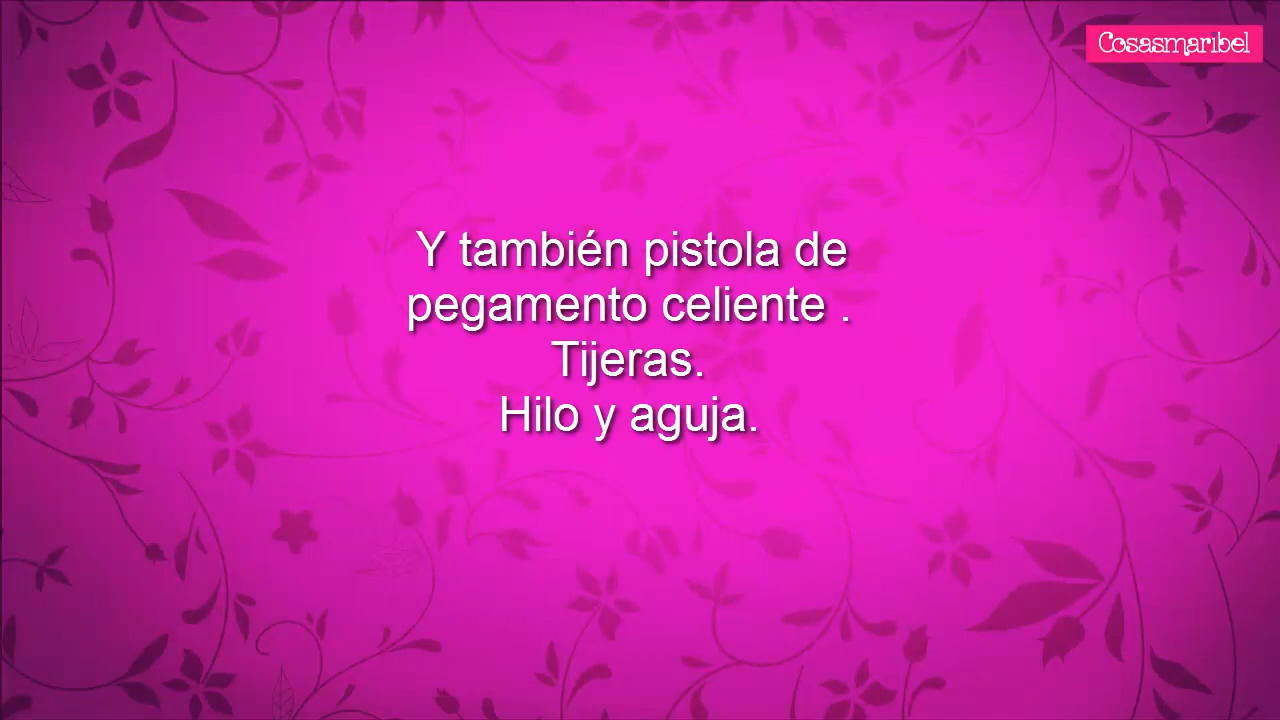 Cosasmaribel
Y también pistola de
pegamento celiente .
Tijeras.
Hilo y aguja.